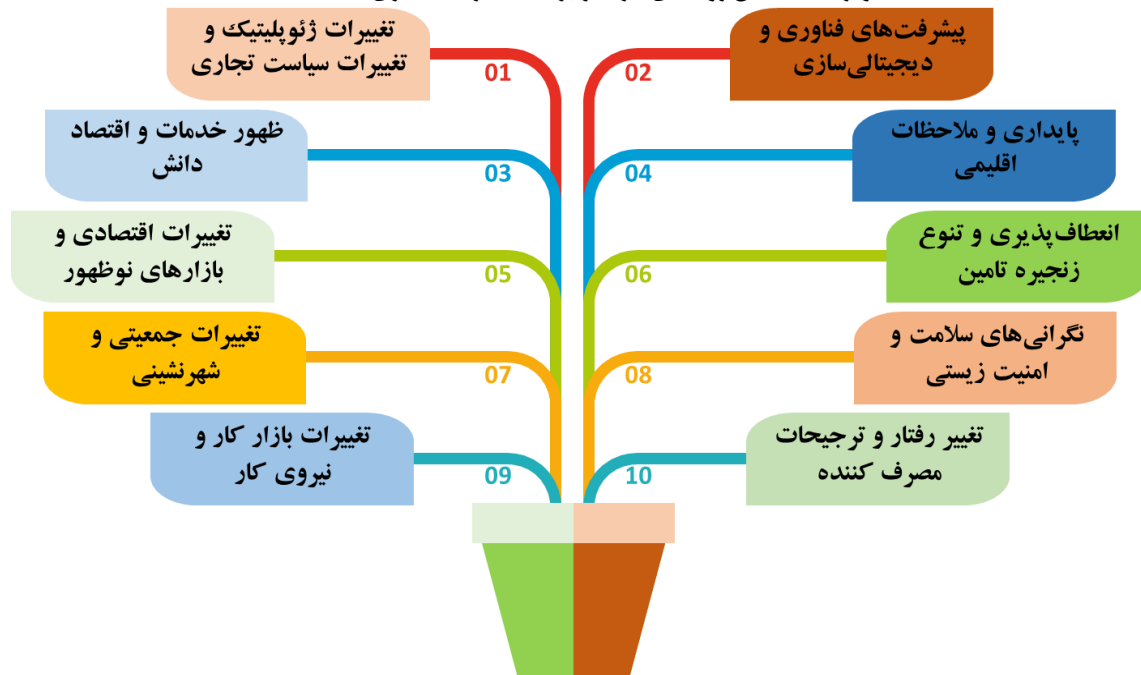 تغییرات ژئوپلیتیک و
تغییرات سیاست تجاری
01
پیشرفت‌های فناوری و
دیجیتالی‌سازی
02
ظهور خدمات و اقتصاد
دانش
03
پایداری و ملاحظات
اقلیمی
04
تغییرات اقتصادی و
بازارهای نوظهور
05
انعطاف‌پذیری و تنوع
زنجیره تامین
06
تغییرات جمعیتی و
شهرنشینی
07
نگرانی‌های سلامت و
امنیت زیستی
08
تغییرات بازار کار و
نیروی کار
09
تغییر رفتار و ترجیحات
مصرف کننده
10